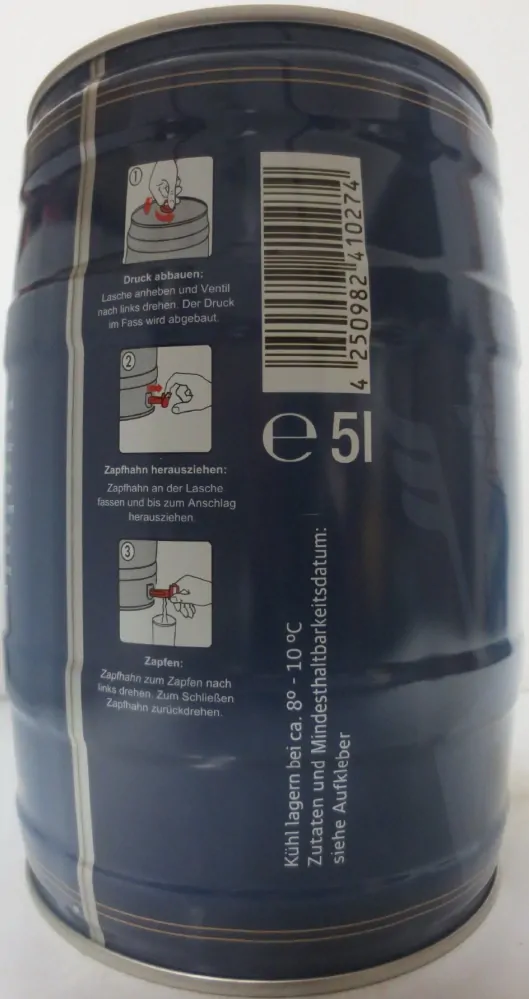 1
Druck abbauen:
Lasche anheben und Ventil
nach links drehen. Der Druck
im Fass wird abgebaut.
2
Zapfhahn herausziehen:
Zapfhahn an der Lasche
fassen und bis zum Anschlag
herausziehen.
3
Zapfen:
Zapfhahn zum Zapfen nach
links drehen. Zum Schließen
Zapfhahn zurückdrehen.
4 250982 410274
e 5l
Kühl lagern bei ca. 8° - 10 °C
Zutaten und Mindesthaltbarkeitsdatum:
siehe Aufkleber